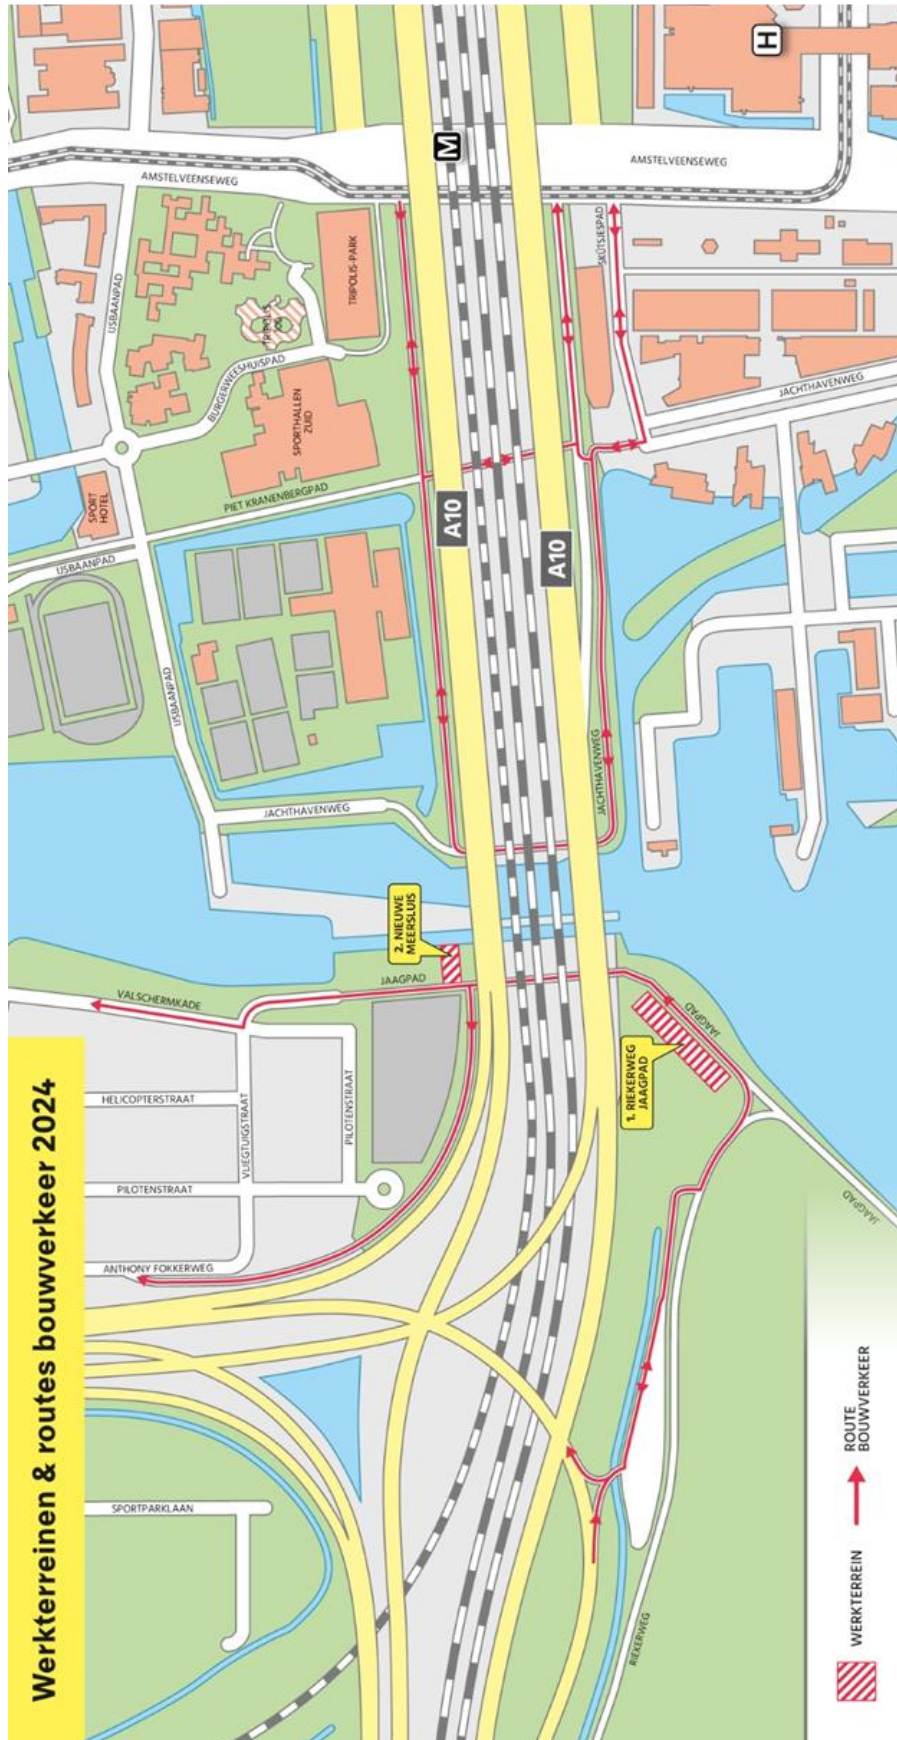 Werkterreinen & routes bouwverkeer 2024
SPORTPARKLAAN
ANTHONY FOKKERWEG
PILOTENSTRAAT
HELICOPTERSTRAAT
VLIEGTUIGSTRAAT
PILOTENSTRAAT
VALSCHERMKADE
JAAGPAD
2. NIEUWE
MEERSLUIS
JACHTHAVENWEG
IJSBAANPAD
IJSBAANPAD
SPORT
HOTEL
PIET KRANENBERGPAD
SPORTHALLEN
ZUID
BURGERWEESHUISPAD
IJSBAANPAD
TRIPOLIS-PARK
AMSTELVEENSEWEG
M
A10
A10
H
AMSTELVEENSEWEG
SKÛTSJESPAD
JACHTHAVENWEG
JACHTHAVENWEG
1. RIEKERWEG
JAAGPAD
JAAGPAD
JAAGPAD
RIEKERWEG
WERKTERREIN
ROUTE
BOUWVERKEER